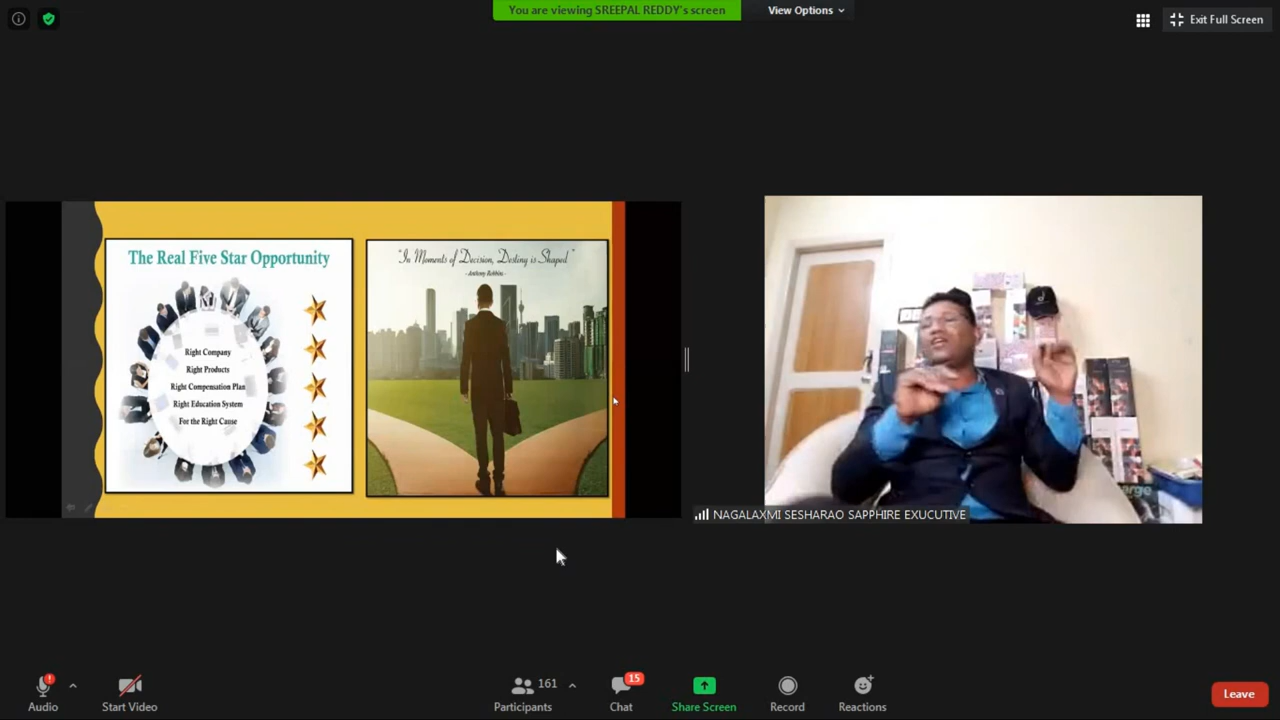 You are viewing SREEPAL REDDY's screen
View Options
Exit Full Screen
The Real Five Star Opportunity
Right Company
Right Products
Right Compensation Plan
Right Education System
For the Right Cause
"In Moments of Decision, Destiny is Shaped"
- Anthony Robbins -
NAGALAXMI SESHARAO SAPPHIRE EXUCUTIVE
Audio
Start Video
161
Participants
15
Chat
Share Screen
Record
Reactions
Leave